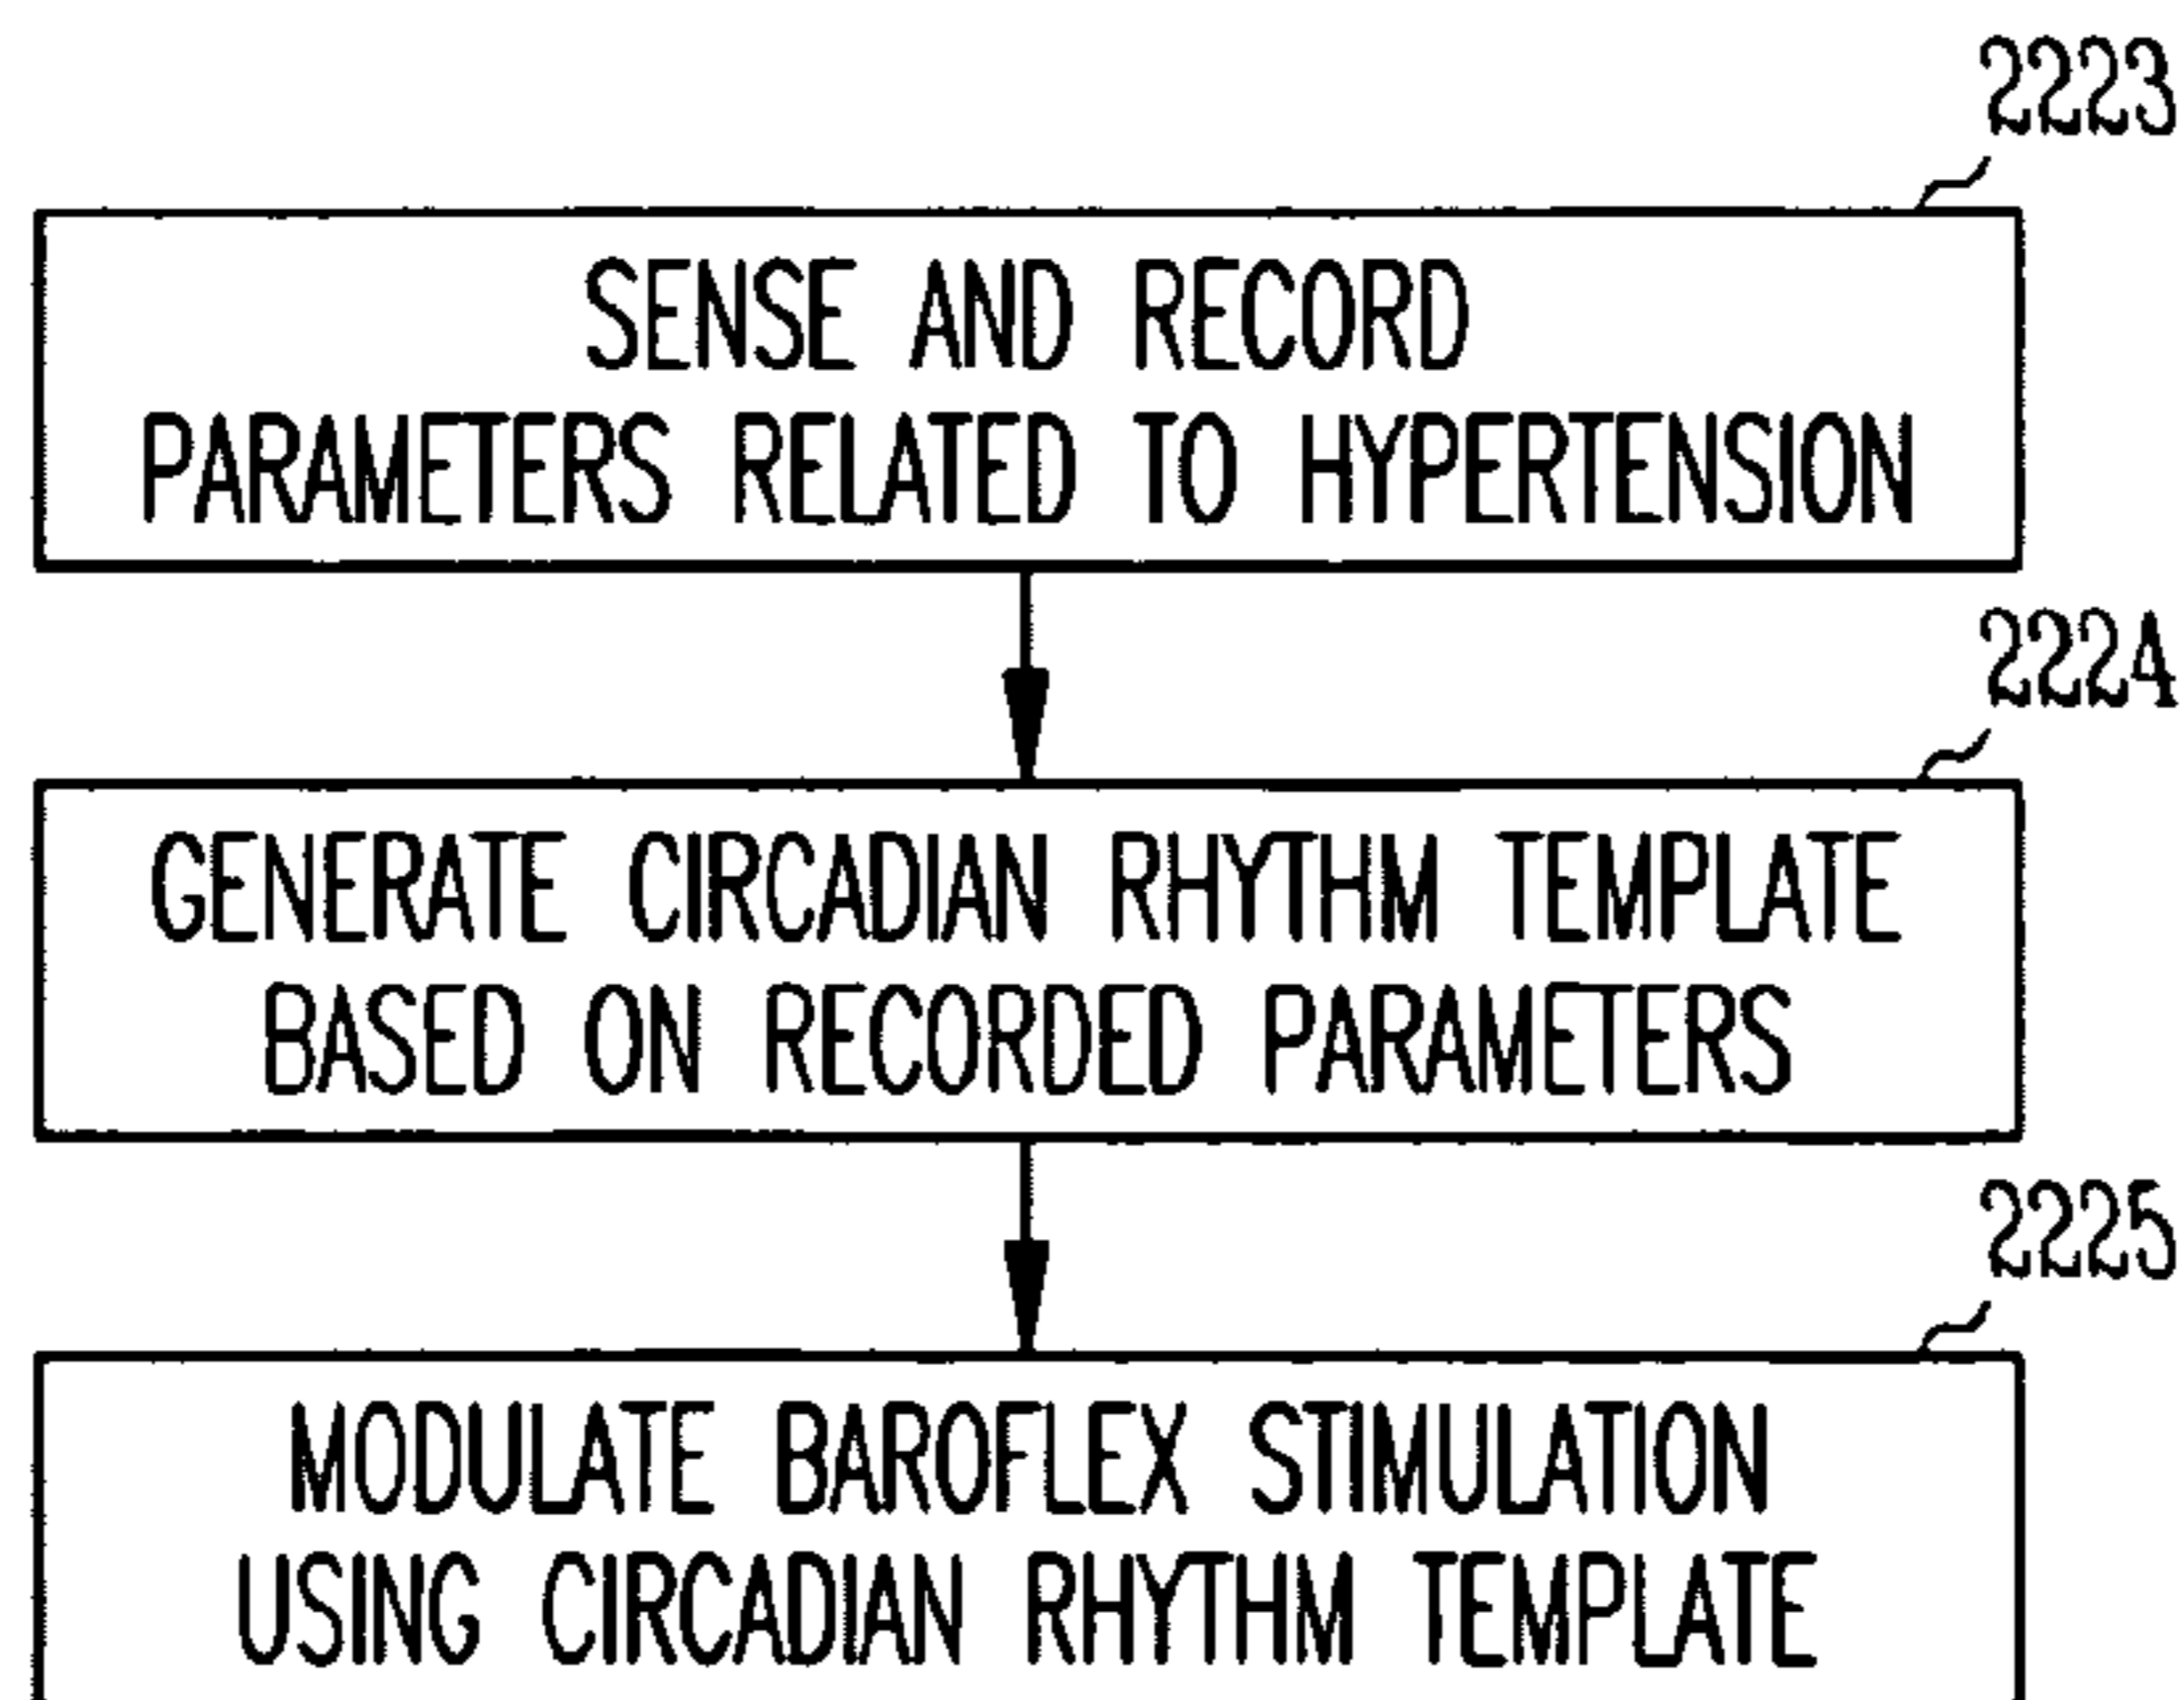 2223
SENSE AND RECORD
PARAMETERS RELATED TO HYPERTENSION
2224
GENERATE CIRCADIAN RHYTHM TEMPLATE
BASED ON RECORDED PARAMETERS
2225
MODULATE BAROFLEX STIMULATION
USING CIRCADIAN RHYTHM TEMPLATE